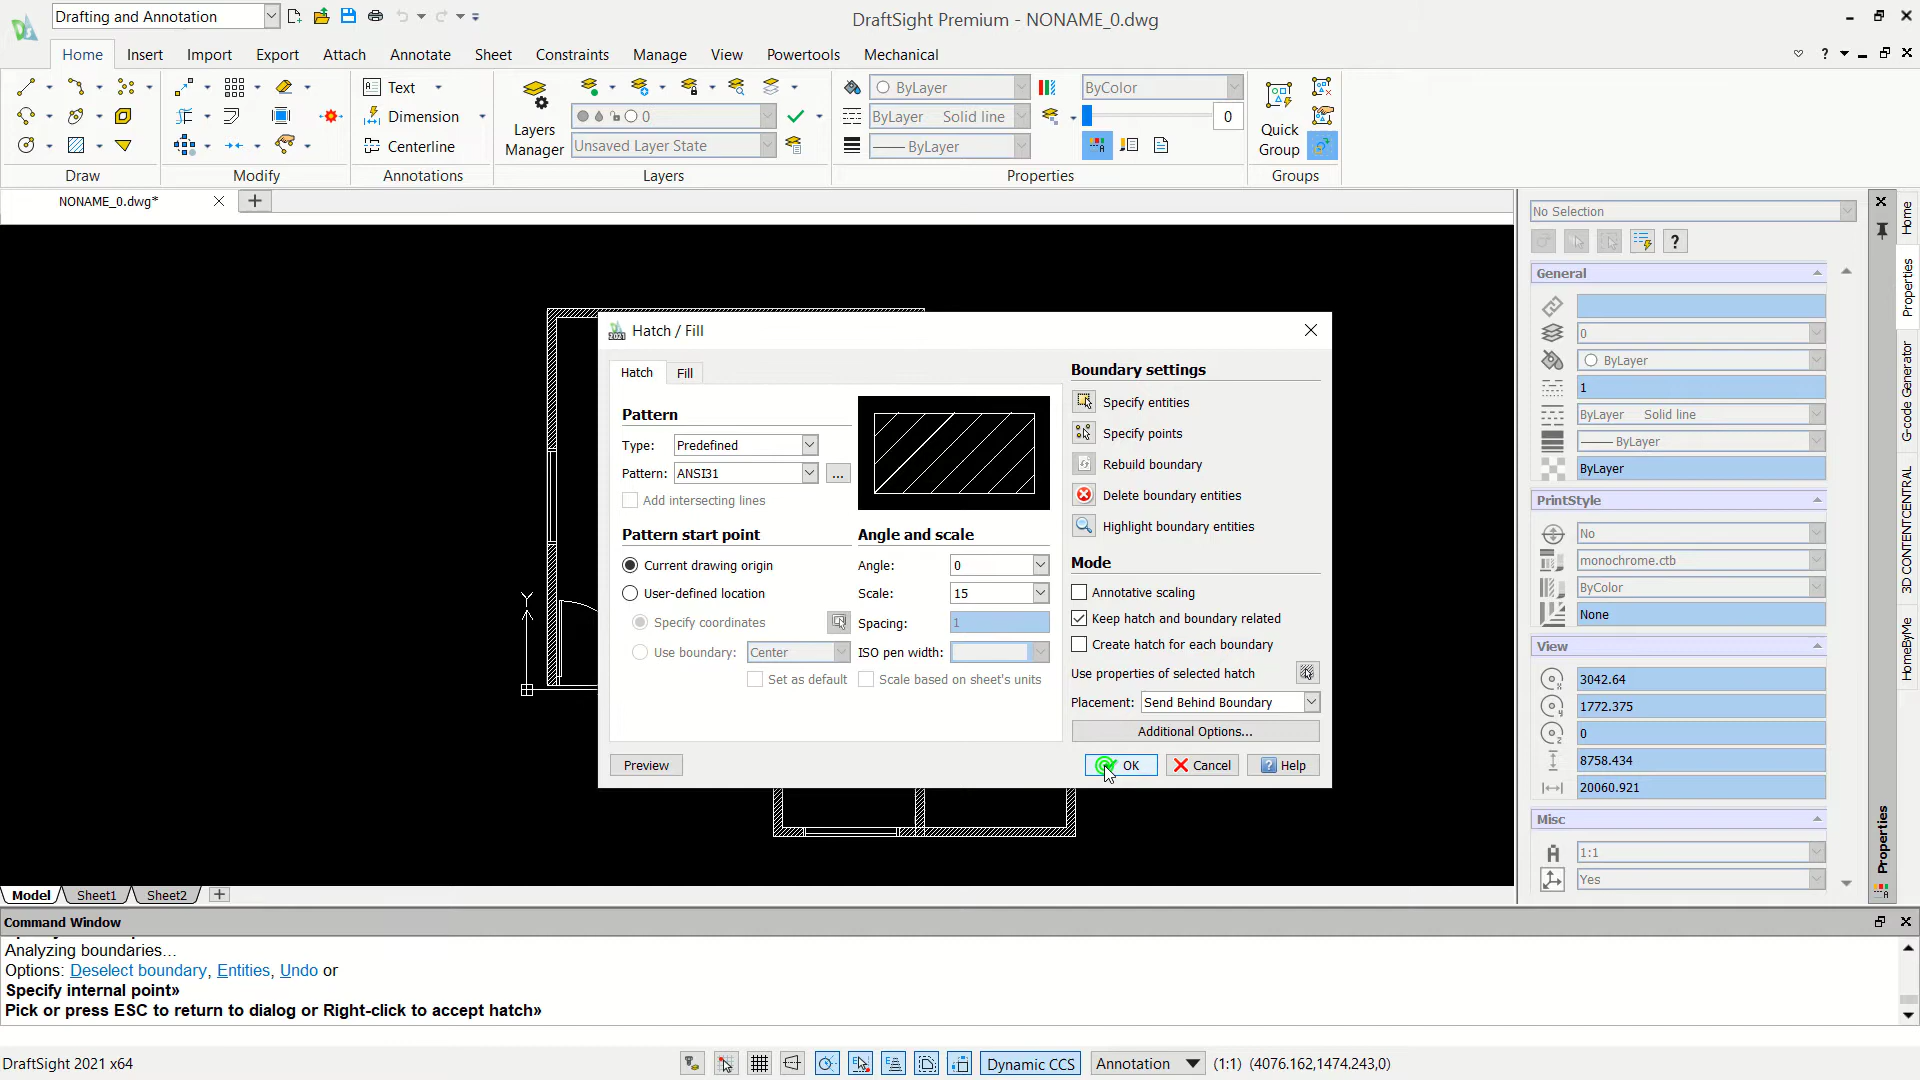 Drafting and Annotation
DraftSight Premium - NONAME_0.dwg
Home Insert Import Export Attach Annotate Sheet Constraints Manage View Powertools Mechanical
Text
Dimension
Centerline
Layers Manager
0
Unsaved Layer State
ByLayer
ByLayer Solid line
ByLayer
ByColor
0
Quick Group
Draw Modify Annotations Layers Properties Groups
NONAME_0.dwg*
Hatch / Fill
Hatch Fill
Pattern
Type: Predefined
Pattern: ANSI31 ...
Add intersecting lines
Pattern start point
Current drawing origin
User-defined location
Specify coordinates
Use boundary: Center
Set as default
Angle and scale
Angle: 0
Scale: 15
Spacing: 1
ISO pen width:
Scale based on sheet's units
Boundary settings
Specify entities
Specify points
Rebuild boundary
Delete boundary entities
Highlight boundary entities
Mode
Annotative scaling
Keep hatch and boundary related
Create hatch for each boundary
Use properties of selected hatch
Placement: Send Behind Boundary
Additional Options...
Preview OK Cancel Help
Y
No Selection
General
0
ByLayer
1
ByLayer Solid line
ByLayer
ByLayer
PrintStyle
No
monochrome.ctb
ByColor
None
View
3042.64
1772.375
0
8758.434
20060.921
Misc
1:1
Yes
Home
Properties
G-code Generator
3D CONTENTCENTRAL
HomeByMe
Properties
Model Sheet1 Sheet2
Command Window
Analyzing boundaries...
Options: Deselect boundary, Entities, Undo or
Specify internal point»
Pick or press ESC to return to dialog or Right-click to accept hatch»
DraftSight 2021 x64
Dynamic CCS Annotation (1:1) (4076.162,1474.243,0)